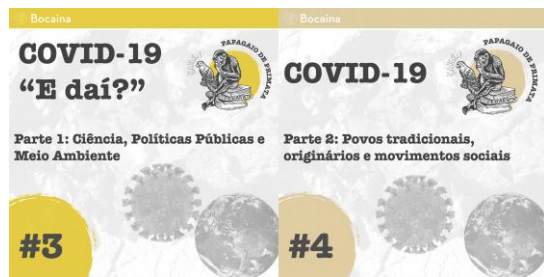 Bocaina
COVID-19
“E daí?”
PAPAGAIO DE PRIMATA
Parte 1: Ciência, Políticas Públicas e
Meio Ambiente
#3
Bocaina
COVID-19
PAPAGAIO DE PRIMATA
Parte 2: Povos tradicionais,
originários e movimentos sociais
#4